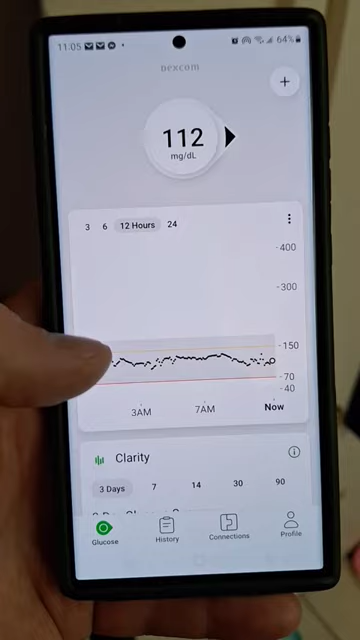 11:05 64%
Dexcom
+
112
mg/dL
3 6 12 Hours 24
400
300
150
70
40
3AM 7AM Now
Clarity
3 Days 7 14 30 90
Glucose History Connections Profile